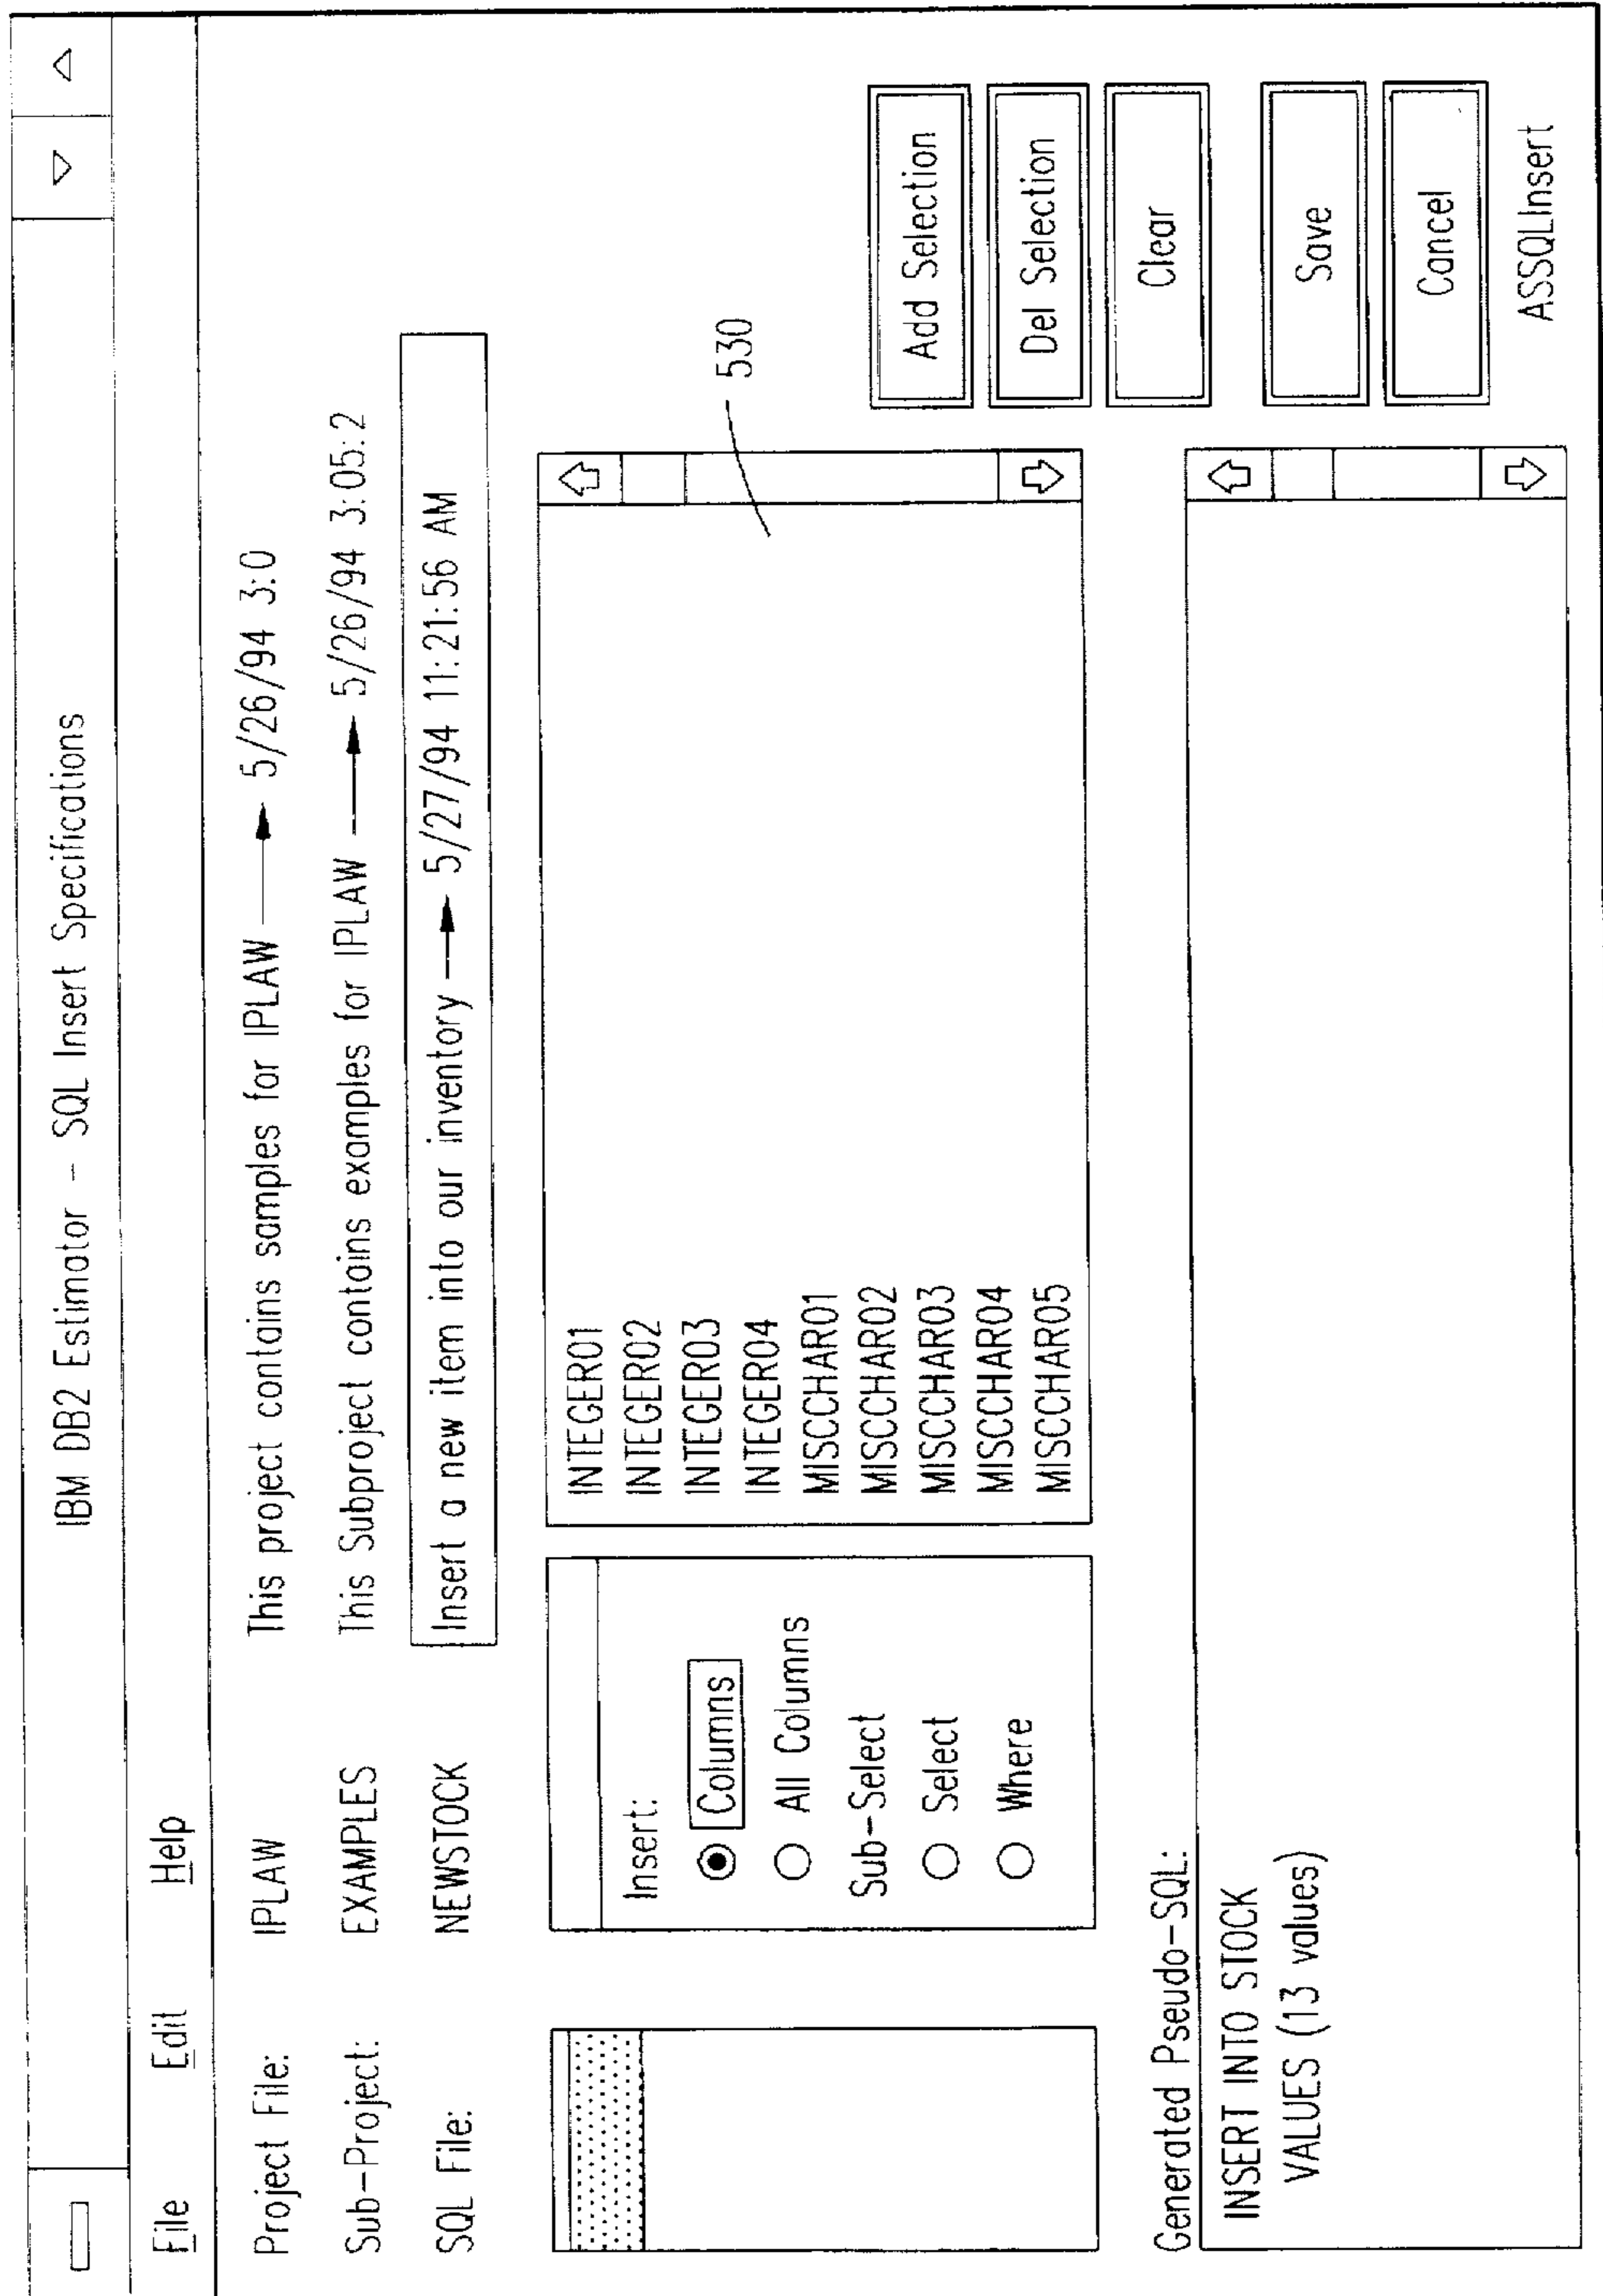 IBM DB2 Estimator – SQL Insert Specifications
File Edit Help
Project File: IPLAW This project contains samples for IPLAW 5/26/94 3:0
Sub-Project: EXAMPLES This Subproject contains examples for IPLAW 5/26/94 3:05:2
SQL File: NEWSTOCK Insert a new item into our inventory 5/27/94 11:21:56 AM
Insert:
Columns
All Columns
Sub-Select
Select
Where
INTEGER01
INTEGER02
INTEGER03
INTEGER04
MISCCHAR01
MISCCHAR02
MISCCHAR03
MISCCHAR04
MISCCHAR05
530
Add Selection
Del Selection
Clear
Save
Cancel
ASSQLInsert
Generated Pseudo-SQL:
INSERT INTO STOCK
VALUES (13 values)